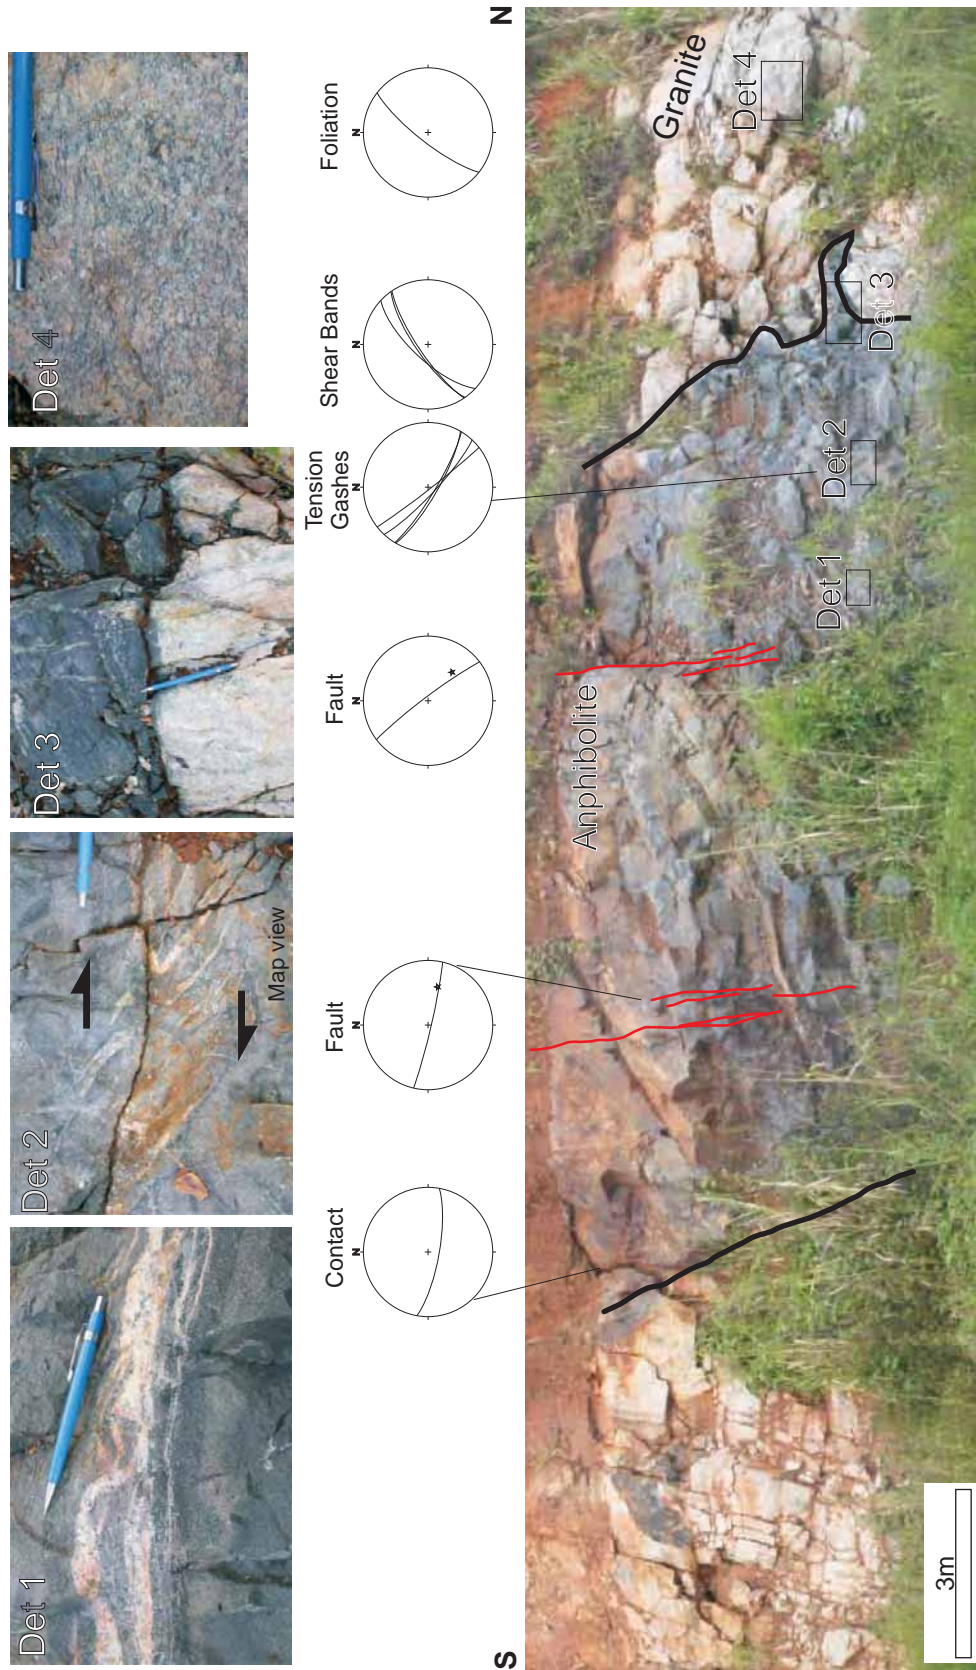 Det 1
Det 2
Map view
Det 3
Det 4
Contact
N
Fault
N
Fault
N
Tension
Gashes
N
Shear Bands
N
Foliation
N
S
N
Anphibolite
Granite
Det 1
Det 2
Det 3
Det 4
3m